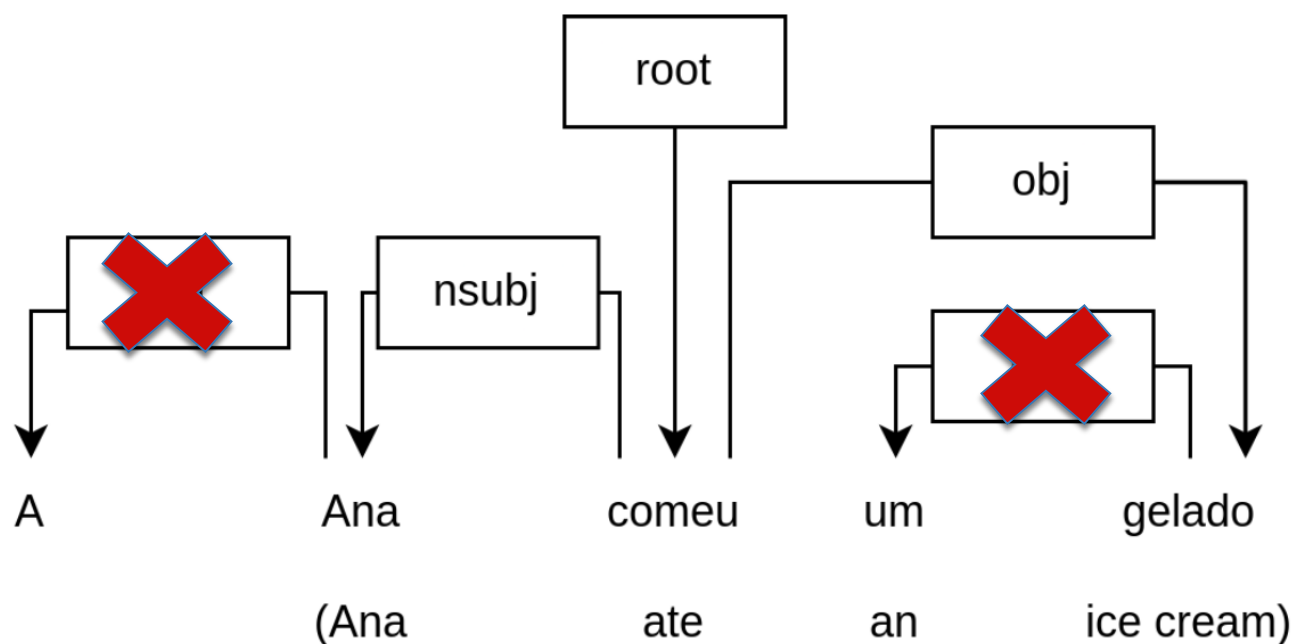 root
obj
nsubj
A Ana comeu um gelado
(Ana ate an ice cream)